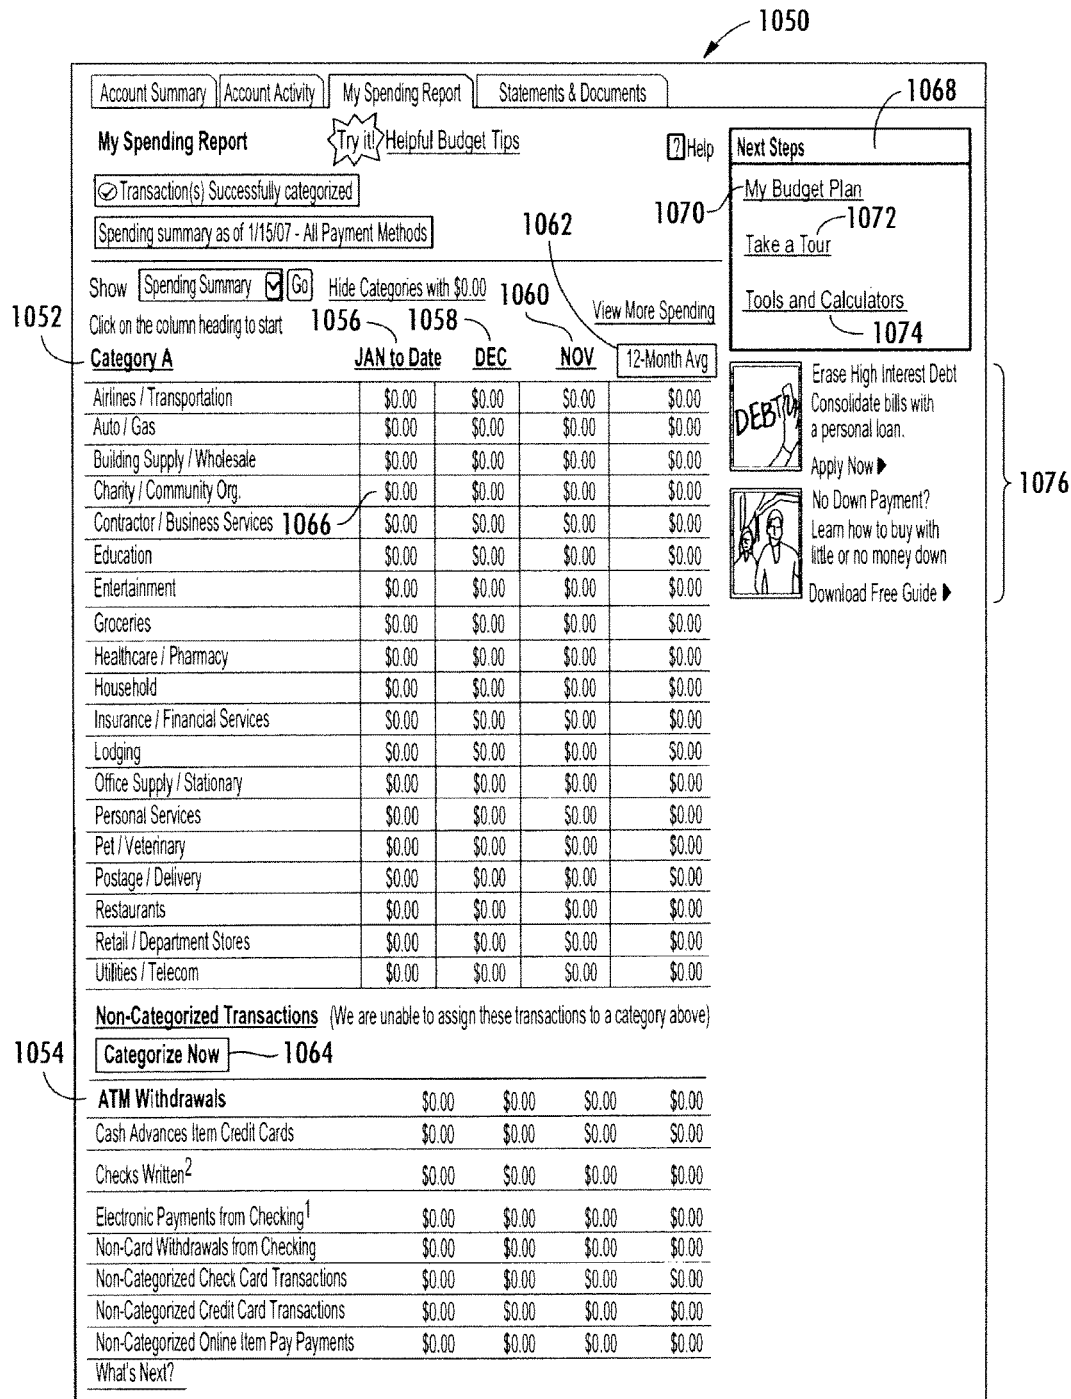 1050
Account Summary Account Activity My Spending Report Statements & Documents
1068
My Spending Report Try it! Helpful Budget Tips ? Help Next Steps
Transaction(s) Successfully categorized
1070 My Budget Plan
Spending summary as of 1/15/07 - All Payment Methods
1062
1072
Take a Tour
Show Spending Summary Go Hide Categories with $0.00
1060
View More Spending
Tools and Calculators
1074
1052
Click on the column heading to start
1056 1058
Category A JAN to Date DEC NOV 12-Month Avg
Airlines / Transportation $0.00 $0.00 $0.00 $0.00
Auto / Gas $0.00 $0.00 $0.00 $0.00
Building Supply / Wholesale $0.00 $0.00 $0.00 $0.00
Charity / Community Org. $0.00 $0.00 $0.00 $0.00
Contractor / Business Services 1066 $0.00 $0.00 $0.00 $0.00
Education $0.00 $0.00 $0.00 $0.00
Entertainment $0.00 $0.00 $0.00 $0.00
Groceries $0.00 $0.00 $0.00 $0.00
Healthcare / Pharmacy $0.00 $0.00 $0.00 $0.00
Household $0.00 $0.00 $0.00 $0.00
Insurance / Financial Services $0.00 $0.00 $0.00 $0.00
Lodging $0.00 $0.00 $0.00 $0.00
Office Supply / Stationary $0.00 $0.00 $0.00 $0.00
Personal Services $0.00 $0.00 $0.00 $0.00
Pet / Veterinary $0.00 $0.00 $0.00 $0.00
Postage / Delivery $0.00 $0.00 $0.00 $0.00
Restaurants $0.00 $0.00 $0.00 $0.00
Retail / Department Stores $0.00 $0.00 $0.00 $0.00
Utilities / Telecom $0.00 $0.00 $0.00 $0.00
DEBT
Erase High Interest Debt
Consolidate bills with
a personal loan.
Apply Now
1076
No Down Payment?
Learn how to buy with
little or no money down
Download Free Guide
Non-Categorized Transactions (We are unable to assign these transactions to a category above)
1054 Categorize Now 1064
ATM Withdrawals $0.00 $0.00 $0.00 $0.00
Cash Advances Item Credit Cards $0.00 $0.00 $0.00 $0.00
Checks Written2 $0.00 $0.00 $0.00 $0.00
Electronic Payments from Checking1 $0.00 $0.00 $0.00 $0.00
Non-Card Withdrawals from Checking $0.00 $0.00 $0.00 $0.00
Non-Categorized Check Card Transactions $0.00 $0.00 $0.00 $0.00
Non-Categorized Credit Card Transactions $0.00 $0.00 $0.00 $0.00
Non-Categorized Online Item Pay Payments $0.00 $0.00 $0.00 $0.00
What's Next?